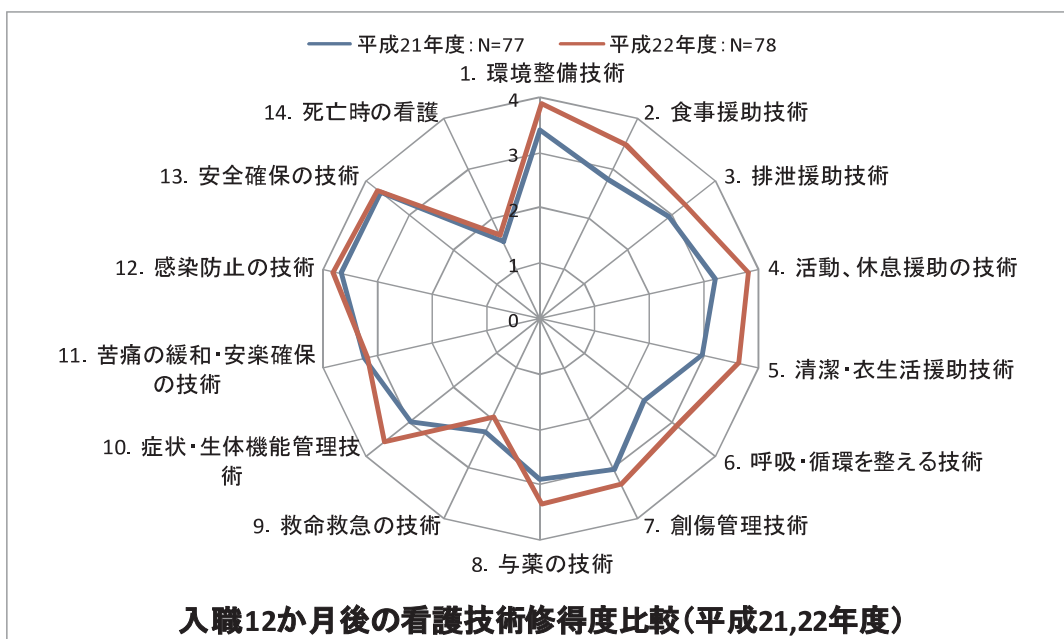 平成21年度：N=77 平成22年度：N=78
1. 環境整備技術
2. 食事援助技術
3. 排泄援助技術
4. 活動、休息援助の技術
5. 清潔・衣生活援助技術
6. 呼吸・循環を整える技術
7. 創傷管理技術
8. 与薬の技術
9. 救命救急の技術
10. 症状・生体機能管理技
術
11. 苦痛の緩和・安楽確保
の技術
12. 感染防止の技術
13. 安全確保の技術
14. 死亡時の看護
4
3
2
1
0
入職12か月後の看護技術修得度比較（平成21,22年度）